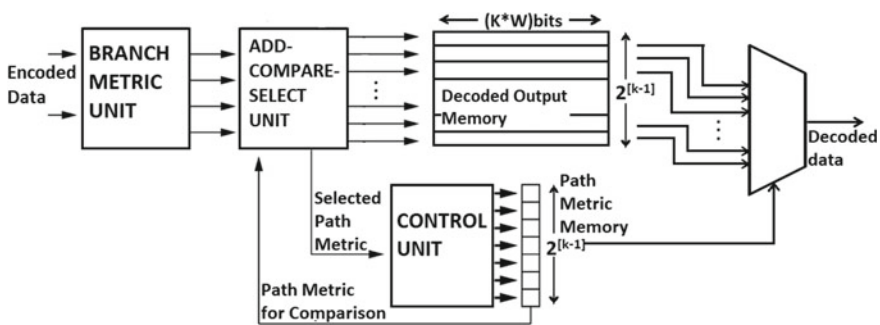 (K*W)bits
Encoded
Data
BRANCH
METRIC
UNIT
ADD-
COMPARE-
SELECT
UNIT
Decoded Output
Memory
2[k-1]
Decoded
data
Selected
Path
Metric
CONTROL
UNIT
Path
Metric
Memory
2[k-1]
Path Metric
for Comparison